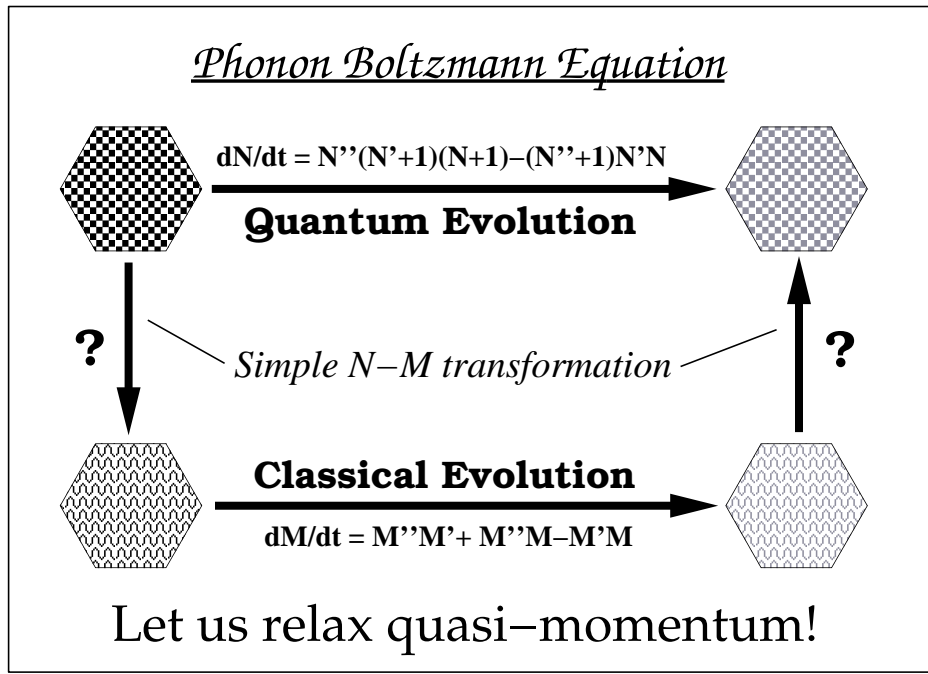 Phonon Boltzmann Equation
dN/dt = N’’(N’+1)(N+1)−(N’’+1)N’N
Quantum Evolution
?
Simple N−M transformation
?
Classical Evolution
dM/dt = M’’M’+ M’’M−M’M
Let us relax quasi−momentum!